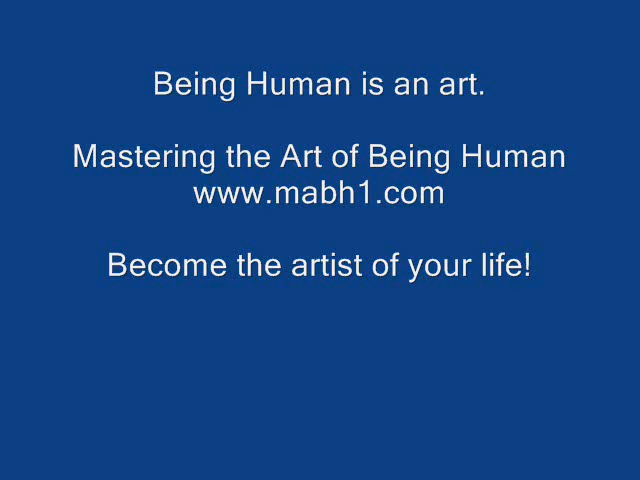 Being Human is an art.
Mastering the Art of Being Human
www.mabh1.com
Become the artist of your life!